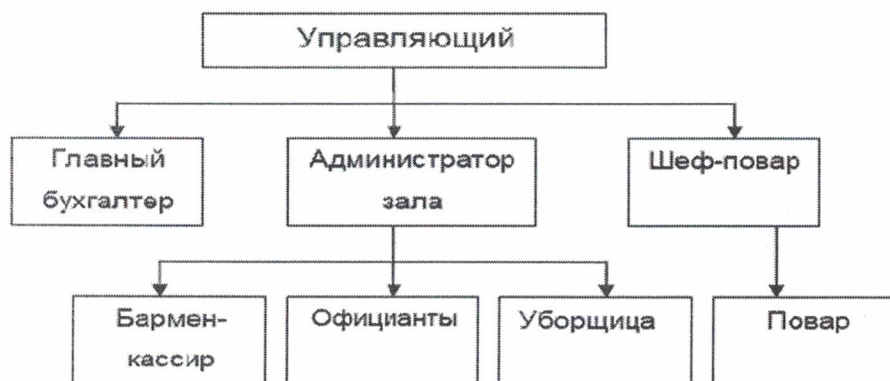 Управляющий
Главный
бухгалтер
Администратор
зала
Шеф-повар
Бармен-
кассир
Официанты
Уборщица
Повар